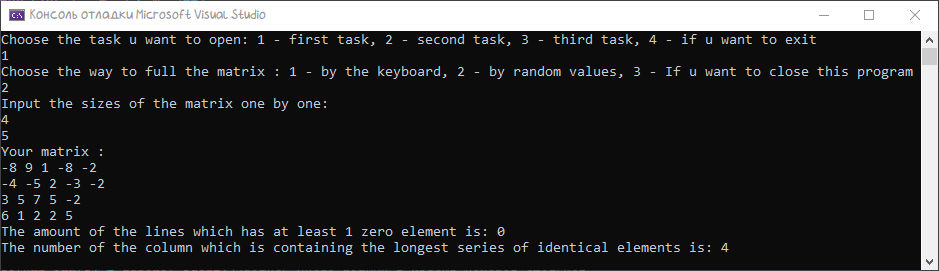 Консоль отладки Microsoft Visual Studio
Choose the task u want to open: 1 - first task, 2 - second task, 3 - third task, 4 - if u want to exit
1
Choose the way to full the matrix : 1 - by the keyboard, 2 - by random values, 3 - If u want to close this program
2
Input the sizes of the matrix one by one:
4
5
Your matrix :
-8 9 1 -8 -2
-4 -5 2 -3 -2
3 5 7 5 -2
6 1 2 2 5
The amount of the lines which has at least 1 zero element is: 0
The number of the column which is containing the longest series of identical elements is: 4